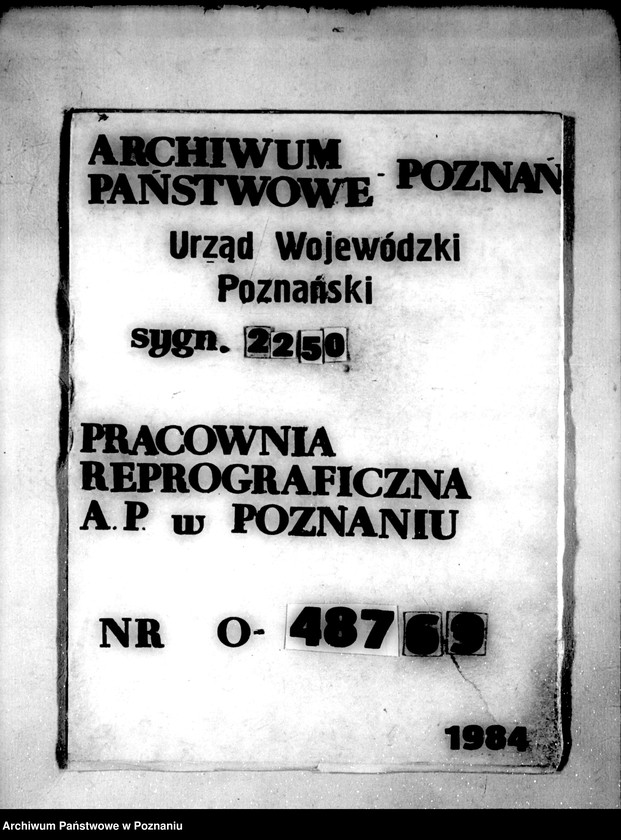 ARCHIWUM
PAŃSTWOWE - POZNAŃ
Urząd Wojewódzki
Poznański
sygn. 2250
PRACOWNIA
REPROGRAFICZNA
A.P. w POZNANIU
NR O- 48769
1984
Archiwum Państwowe w Poznaniu